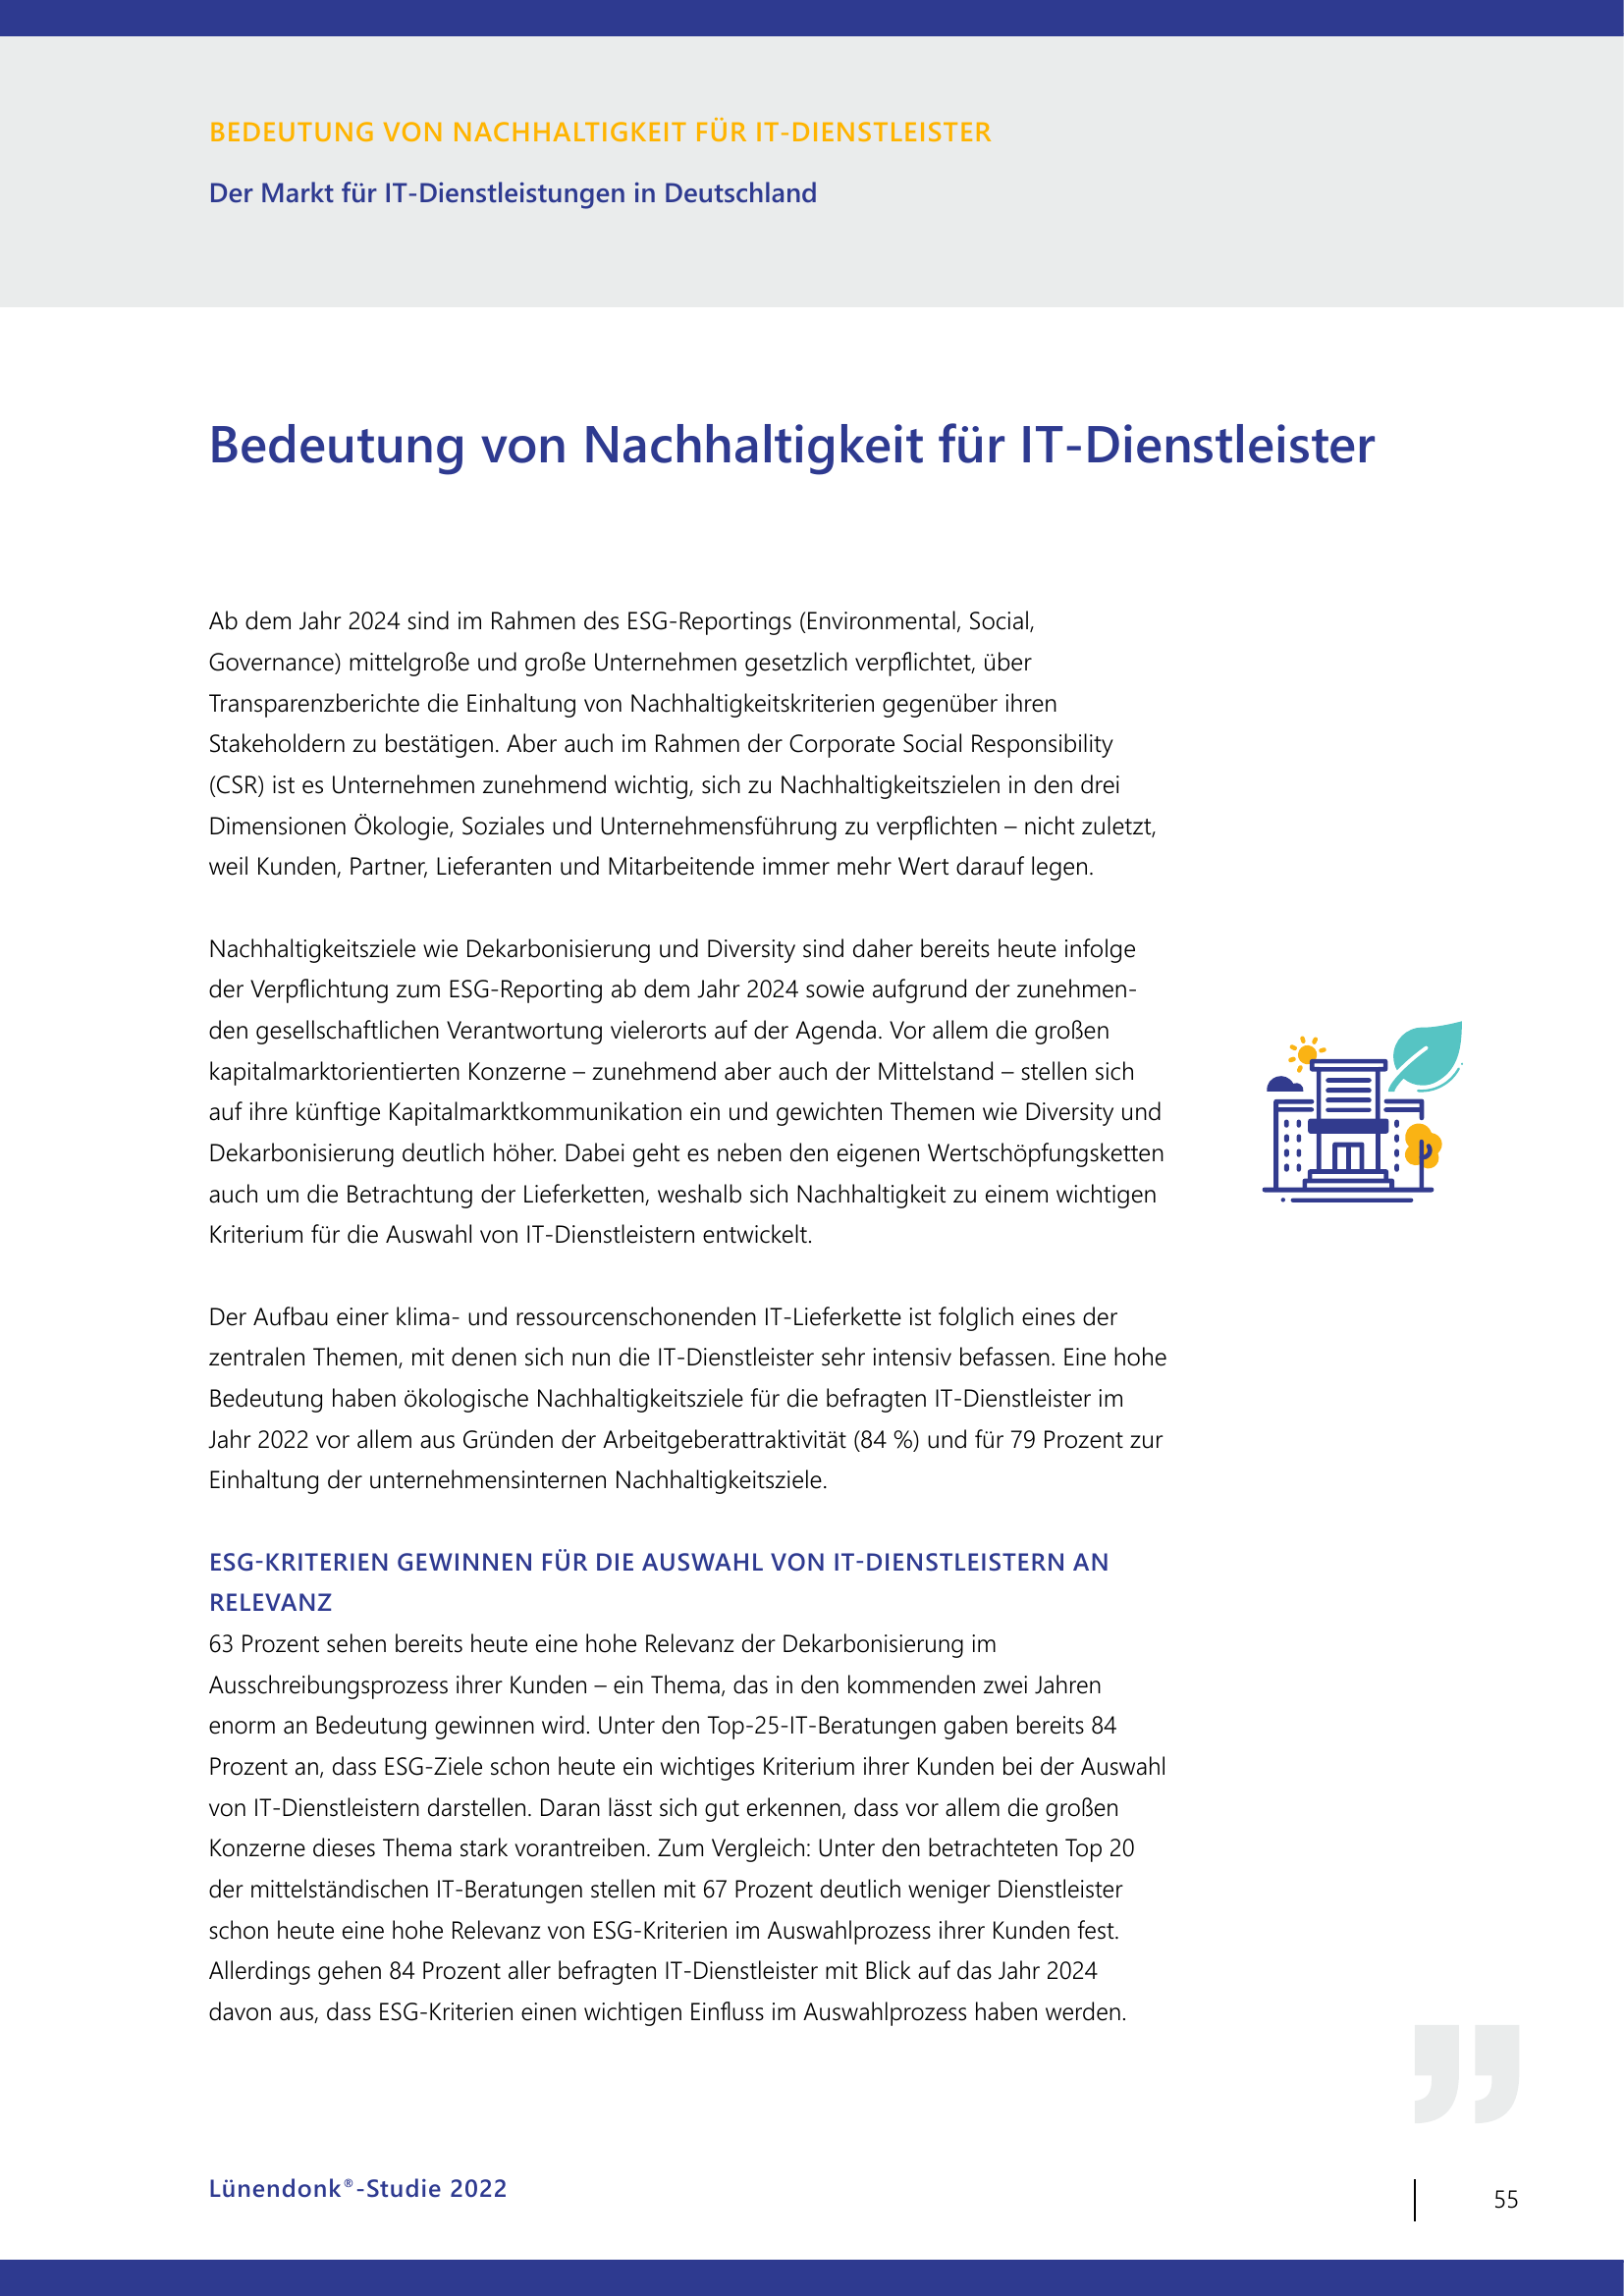 BEDEUTUNG VON NACHHALTIGKEIT FÜR IT-DIENSTLEISTER
Der Markt für IT-Dienstleistungen in Deutschland
Bedeutung von Nachhaltigkeit für IT-Dienstleister
Ab dem Jahr 2024 sind im Rahmen des ESG-Reportings (Environmental, Social,
Governance) mittelgroße und große Unternehmen gesetzlich verpflichtet, über
Transparenzberichte die Einhaltung von Nachhaltigkeitskriterien gegenüber ihren
Stakeholdern zu bestätigen. Aber auch im Rahmen der Corporate Social Responsibility
(CSR) ist es Unternehmen zunehmend wichtig, sich zu Nachhaltigkeitszielen in den drei
Dimensionen Ökologie, Soziales und Unternehmensführung zu verpflichten – nicht zuletzt,
weil Kunden, Partner, Lieferanten und Mitarbeitende immer mehr Wert darauf legen.
Nachhaltigkeitsziele wie Dekarbonisierung und Diversity sind daher bereits heute infolge
der Verpflichtung zum ESG-Reporting ab dem Jahr 2024 sowie aufgrund der zunehmen-
den gesellschaftlichen Verantwortung vielerorts auf der Agenda. Vor allem die großen
kapitalmarktorientierten Konzerne – zunehmend aber auch der Mittelstand – stellen sich
auf ihre künftige Kapitalmarktkommunikation ein und gewichten Themen wie Diversity und
Dekarbonisierung deutlich höher. Dabei geht es neben den eigenen Wertschöpfungsketten
auch um die Betrachtung der Lieferketten, weshalb sich Nachhaltigkeit zu einem wichtigen
Kriterium für die Auswahl von IT-Dienstleistern entwickelt.
Der Aufbau einer klima- und ressourcenschonenden IT-Lieferkette ist folglich eines der
zentralen Themen, mit denen sich nun die IT-Dienstleister sehr intensiv befassen. Eine hohe
Bedeutung haben ökologische Nachhaltigkeitsziele für die befragten IT-Dienstleister im
Jahr 2022 vor allem aus Gründen der Arbeitgeberattraktivität (84 %) und für 79 Prozent zur
Einhaltung der unternehmensinternen Nachhaltigkeitsziele.
ESG-KRITERIEN GEWINNEN FÜR DIE AUSWAHL VON IT-DIENSTLEISTERN AN
RELEVANZ
63 Prozent sehen bereits heute eine hohe Relevanz der Dekarbonisierung im
Ausschreibungsprozess ihrer Kunden – ein Thema, das in den kommenden zwei Jahren
enorm an Bedeutung gewinnen wird. Unter den Top-25-IT-Beratungen gaben bereits 84
Prozent an, dass ESG-Ziele schon heute ein wichtiges Kriterium ihrer Kunden bei der Auswahl
von IT-Dienstleistern darstellen. Daran lässt sich gut erkennen, dass vor allem die großen
Konzerne dieses Thema stark vorantreiben. Zum Vergleich: Unter den betrachteten Top 20
der mittelständischen IT-Beratungen stellen mit 67 Prozent deutlich weniger Dienstleister
schon heute eine hohe Relevanz von ESG-Kriterien im Auswahlprozess ihrer Kunden fest.
Allerdings gehen 84 Prozent aller befragten IT-Dienstleister mit Blick auf das Jahr 2024
davon aus, dass ESG-Kriterien einen wichtigen Einfluss im Auswahlprozess haben werden.
Lünendonk®-Studie 2022
55